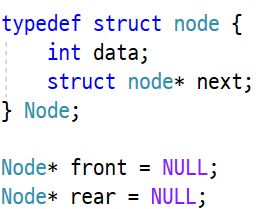 typedef struct node {
    int data;
    struct node* next;
} Node;

Node* front = NULL;
Node* rear = NULL;